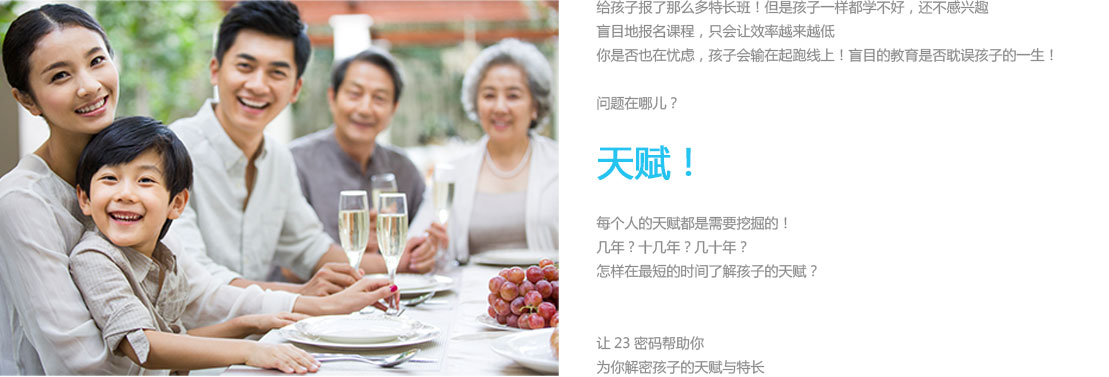 给孩子报了那么多特长班！但是孩子一样都学不好，还不感兴趣
盲目地报名课程，只会让效率越来越低
你是否也在忧虑，孩子会输在起跑线上！盲目的教育是否耽误孩子的一生！
问题在哪儿？
天赋！
每个人的天赋都是需要挖掘的！
几年？十几年？几十年？
怎样在最短的时间了解孩子的天赋？
让 23 密码帮助你
为你解密孩子的天赋与特长